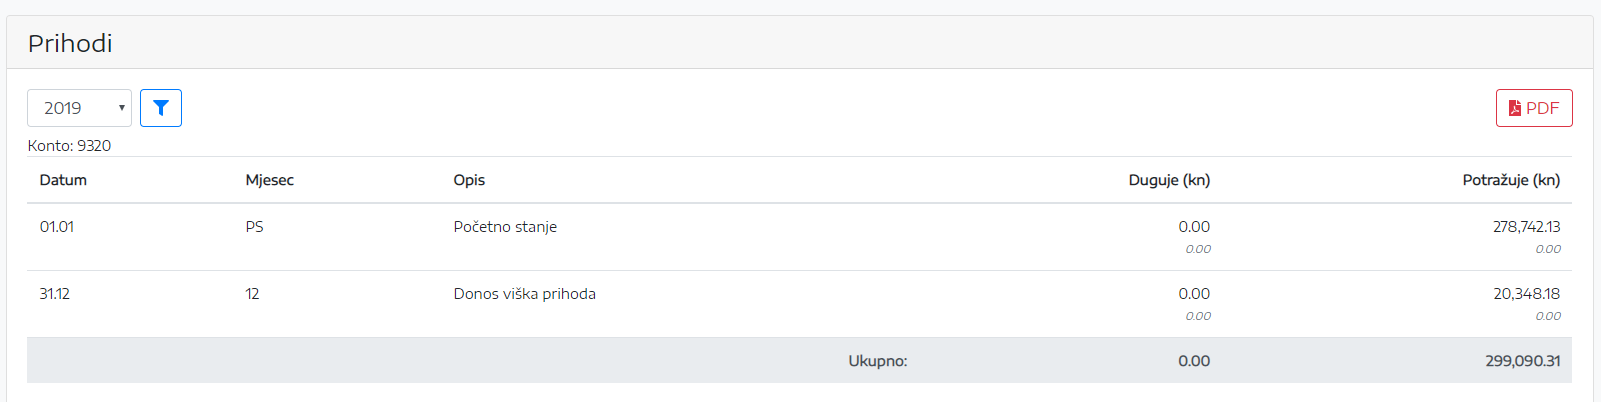 Prihodi
2019
PDF
Konto: 9320
Datum Mjesec Opis Duguje (kn) Potražuje (kn)
01.01 PS Početno stanje 0.00 278,742.13
0.00 0.00
31.12 12 Donos viška prihoda 0.00 20,348.18
0.00 0.00
Ukupno: 0.00 299,090.31